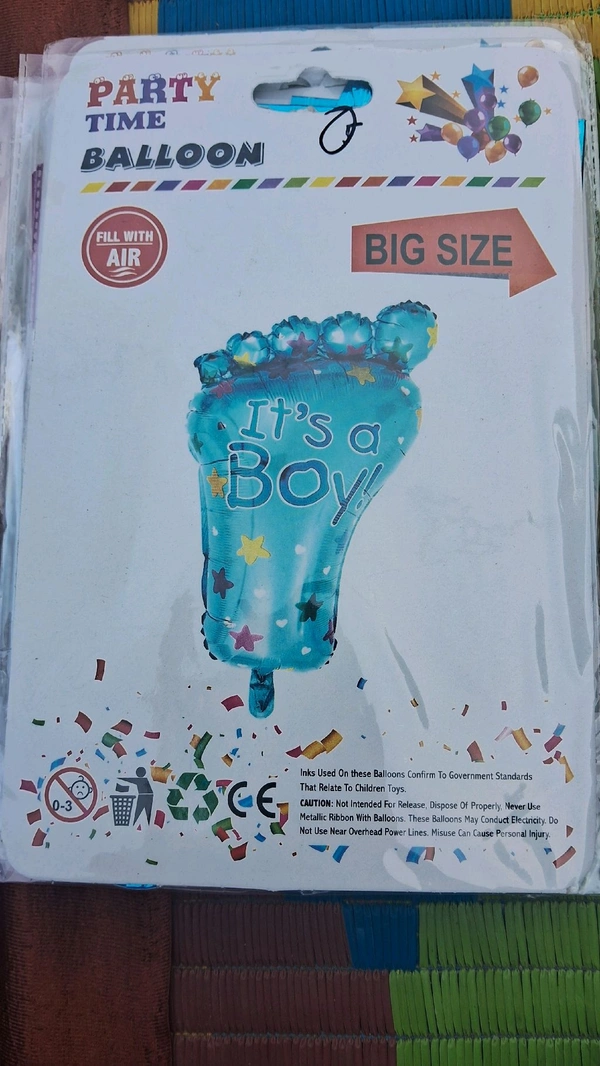 PARTY
TIME
BALLOON
FILL WITH
AIR
BIG SIZE
It's a
Boy!
0-3
CE
Inks Used On these Balloons Confirm To Government Standards
That Relate To Children Toys.
CAUTION: Not Intended For Release, Dispose Of Properly. Never Use
Metallic Ribbon With Balloons. These Balloons May Conduct Electricity. Do
Not Use Near Overhead Power Lines. Misuse Can Cause Personal Injury.